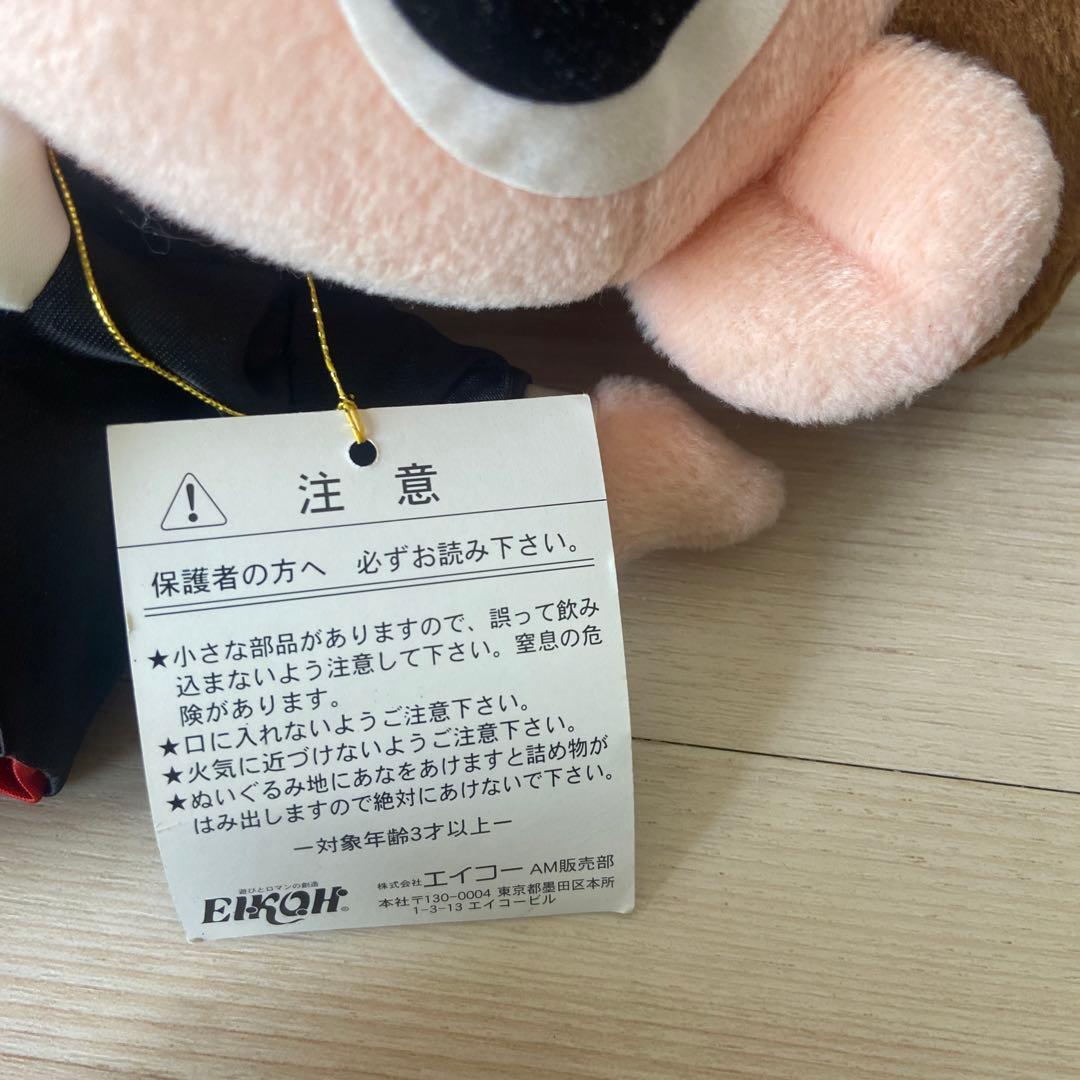 注意
保護者の方へ 必ずお読み下さい。
★小さな部品がありますので、誤って飲み
込まないよう注意して下さい。窒息の危
険があります。
★口に入れないようご注意下さい。
★火気に近づけないようご注意下さい。
★ぬいぐるみ地にあなをあけますと詰め物が
はみ出しますので絶対にあけないで下さい。
ー対象年齢3才以上ー
遊びとロマンの創造
EIKOH®
株式会社エイコー AM販売部
本社〒130-0004 東京都墨田区本所
1-3-13 エイコービル